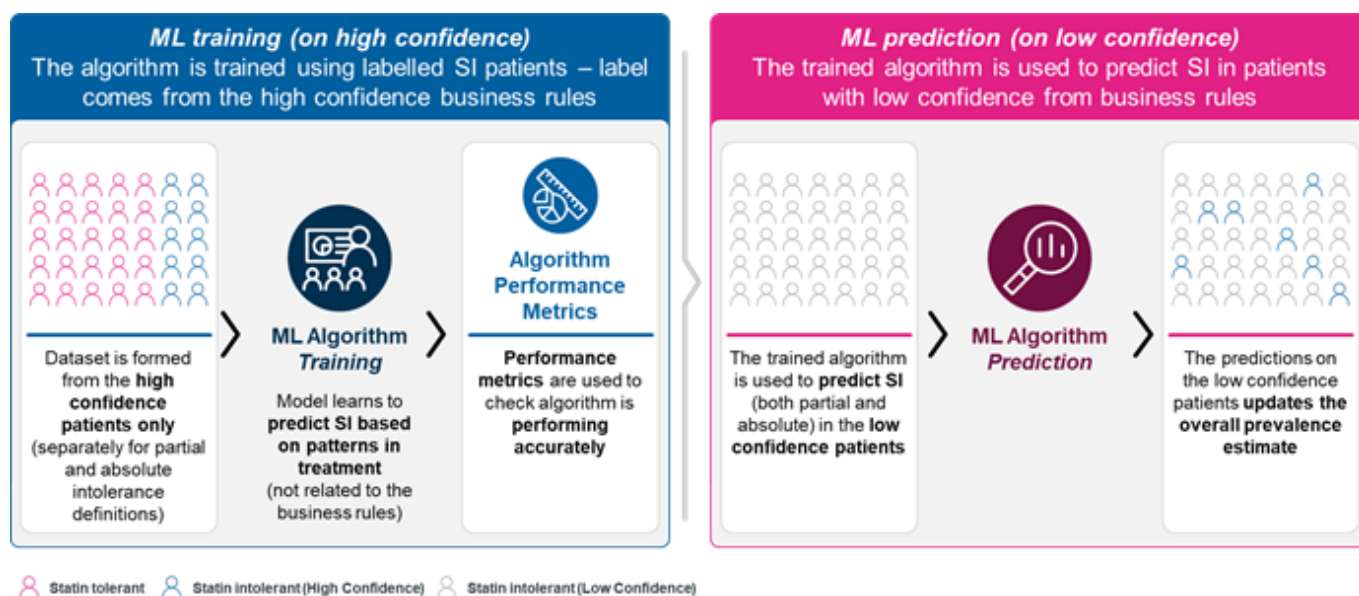 ML training (on high confidence)
The algorithm is trained using labelled SI patients – label
comes from the high confidence business rules
Dataset is formed
from the high
confidence
patients only
(separately for partial
and absolute
intolerance
definitions)
ML Algorithm
Training
Model learns to
predict SI based
on patterns in
treatment
(not related to the
business rules)
Algorithm
Performance
Metrics
Performance
metrics are used to
check algorithm is
performing
accurately
ML prediction (on low confidence)
The trained algorithm is used to predict SI in patients
with low confidence from business rules
The trained algorithm
is used to predict SI
(both partial and
absolute) in the low
confidence patients
ML Algorithm
Prediction
The predictions on
the low confidence
patients updates the
overall prevalence
estimate
Statin tolerant
Statin intolerant (High Confidence)
Statin intolerant (Low Confidence)